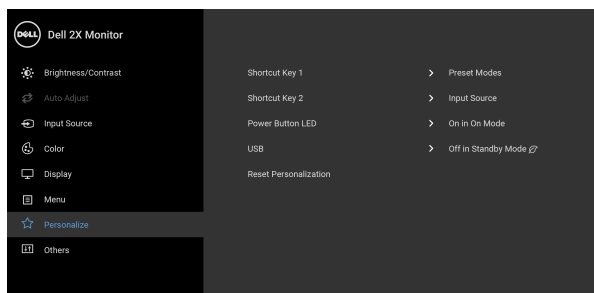 DELL Dell 2X Monitor
Brightness/Contrast
Auto Adjust
Input Source
Color
Display
Menu
Personalize
Others
Shortcut Key 1 > Preset Modes
Shortcut Key 2 > Input Source
Power Button LED > On in On Mode
USB > Off in Standby Mode
Reset Personalization